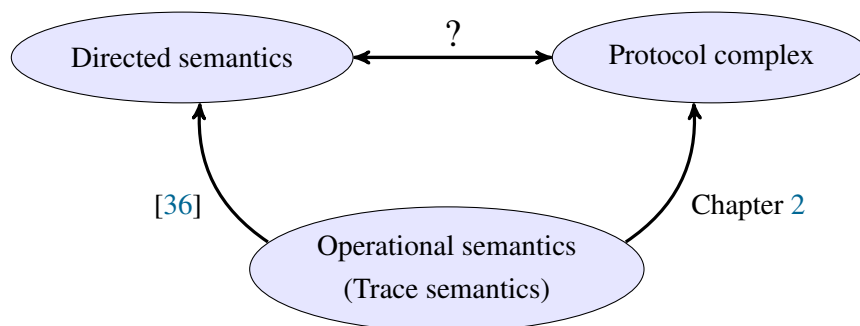 ?
Directed semantics
Protocol complex
[36]
Chapter 2
Operational semantics
(Trace semantics)